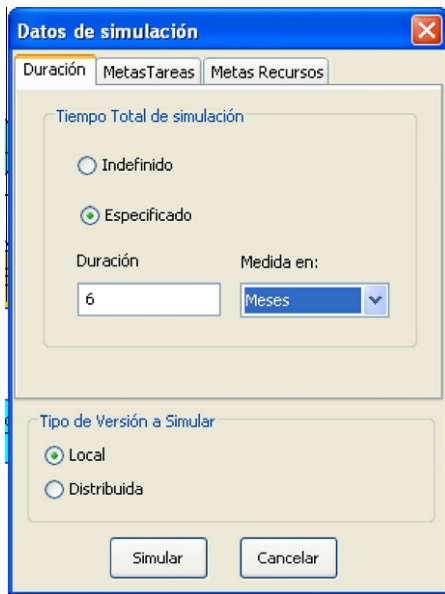 Datos de simulación
Duración MetasTareas Metas Recursos
Tiempo Total de simulación
Indefinido
Especificado
Duración Medida en:
6 Meses
Tipo de Versión a Simular
Local
Distribuida
Simular Cancelar